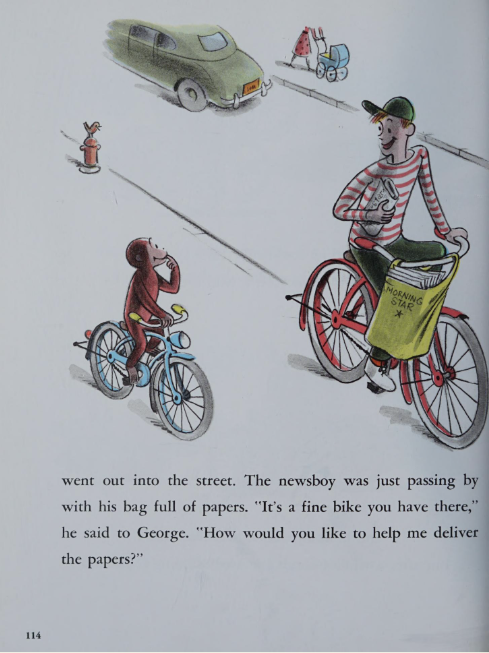 MORNING
STAR
went out into the street. The newsboy was just passing by
with his bag full of papers. "It's a fine bike you have there,"
he said to George. "How would you like to help me deliver
the papers?"
114